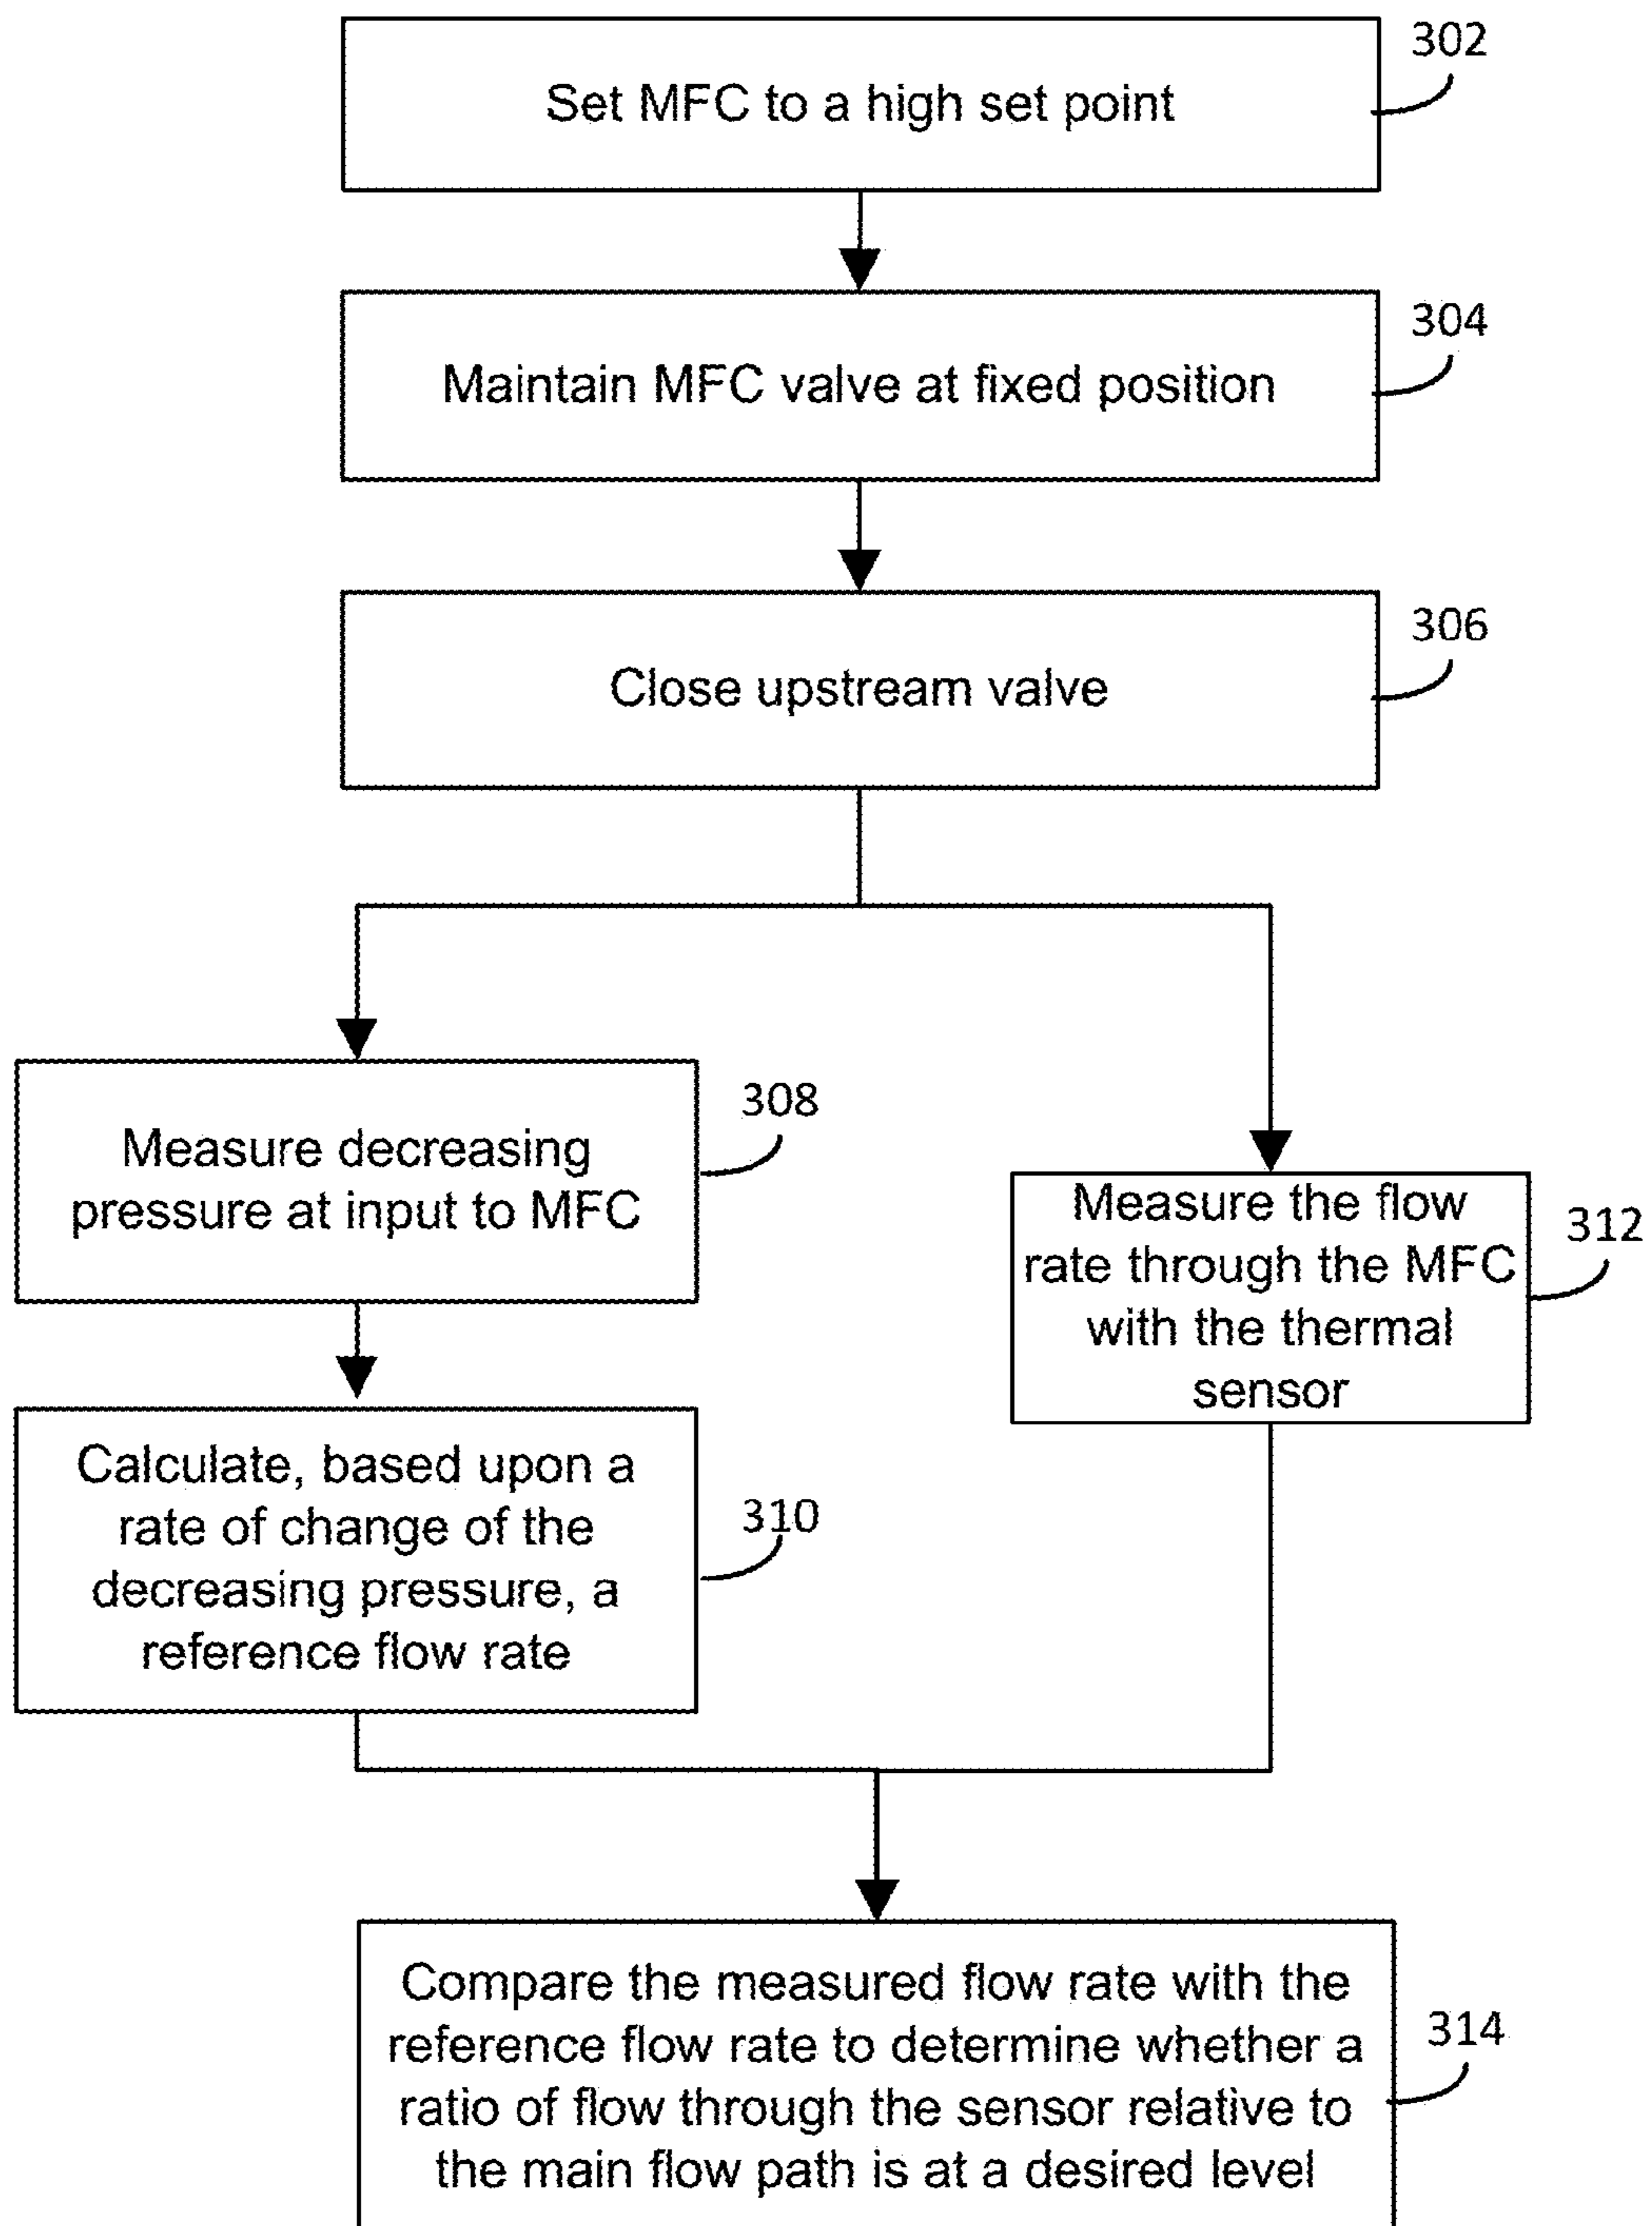 302
Set MFC to a high set point
304
Maintain MFC valve at fixed position
306
Close upstream valve
308
Measure decreasing
pressure at input to MFC
312
Measure the flow
rate through the MFC
with the thermal
sensor
310
Calculate, based upon a
rate of change of the
decreasing pressure, a
reference flow rate
314
Compare the measured flow rate with the
reference flow rate to determine whether a
ratio of flow through the sensor relative to
the main flow path is at a desired level